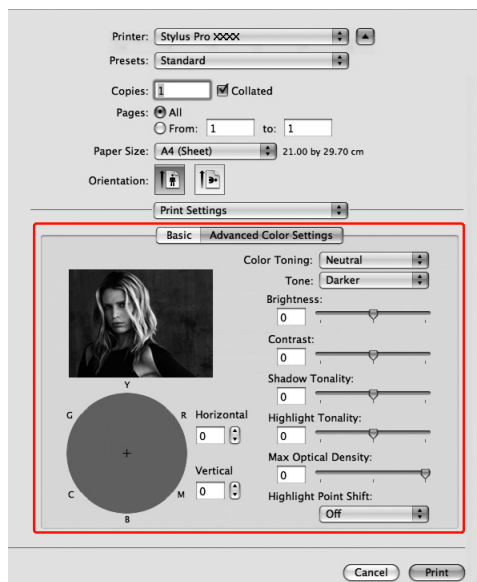 Printer: Stylus Pro XXXX
Presets: Standard
Copies: 1 Collated
Pages: All
From: 1 to: 1
Paper Size: A4 (Sheet) 21.00 by 29.70 cm
Orientation:
Print Settings
Basic Advanced Color Settings
Color Toning: Neutral
Tone: Darker
Brightness:
0
Contrast:
0
Shadow Tonality:
0
Highlight Tonality:
0
Max Optical Density:
0
Highlight Point Shift:
Off
Y
G R
C M
B
Horizontal
0
Vertical
0
Cancel Print